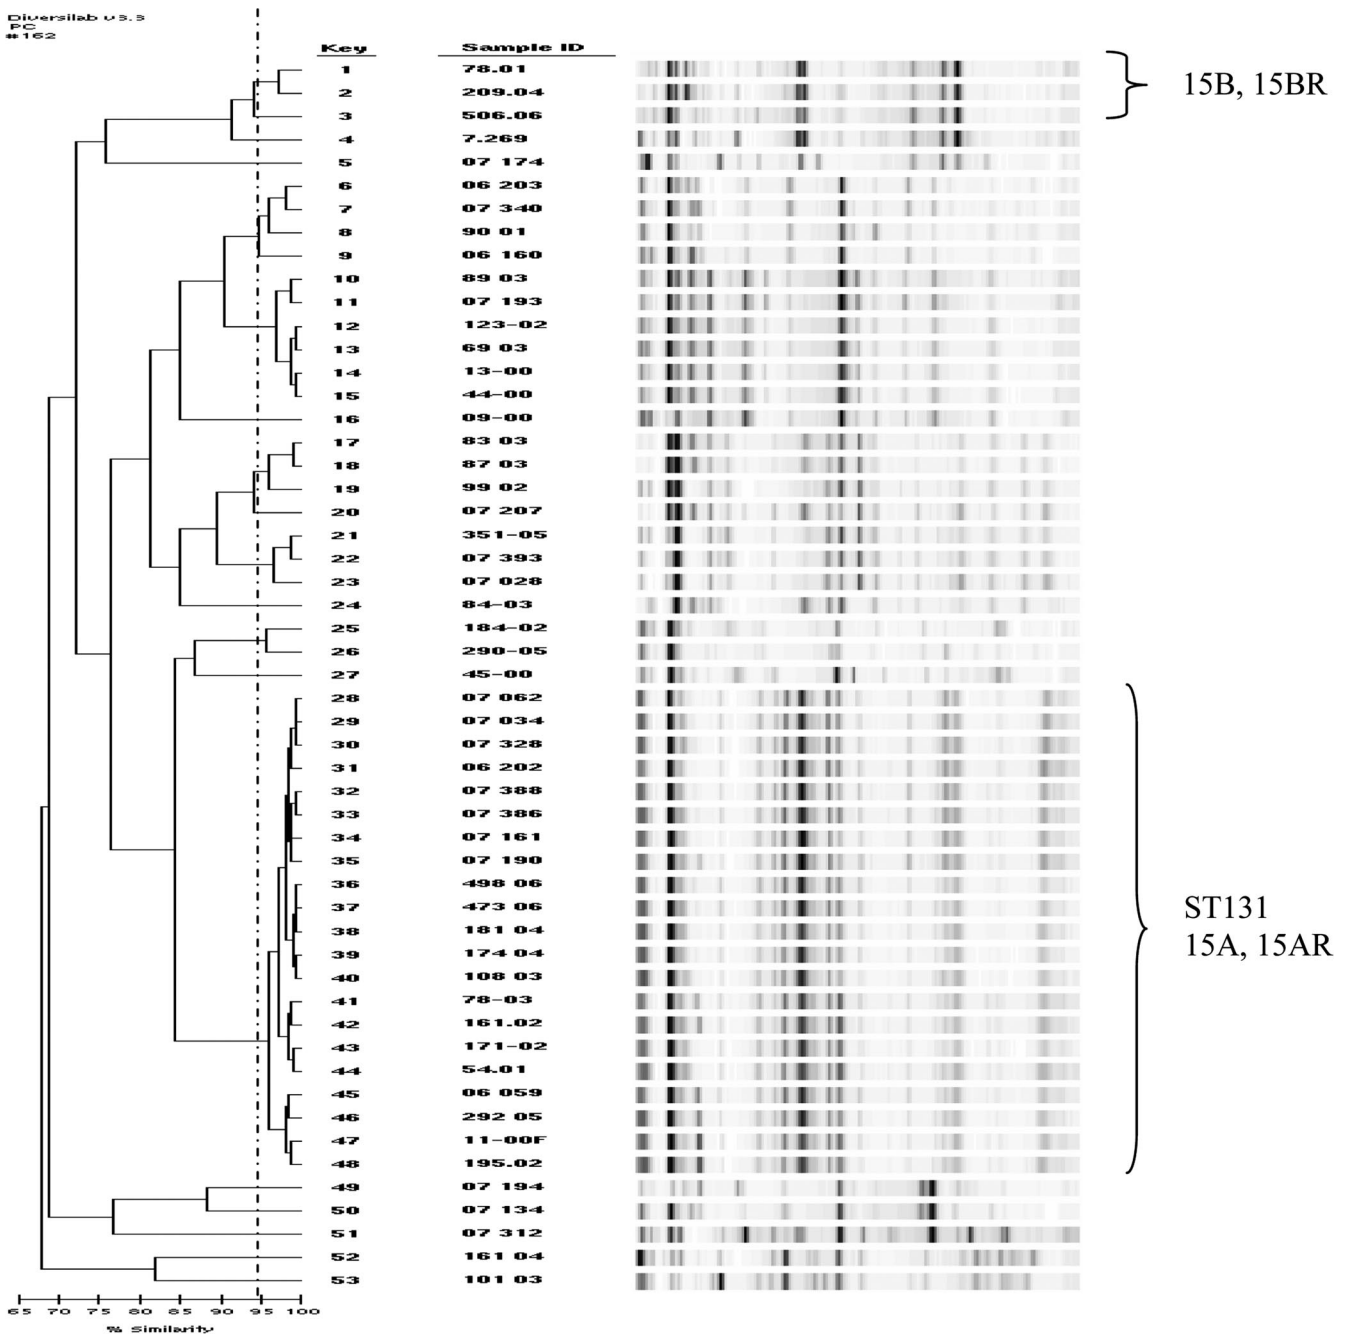 Diversilab v3.3
PC
#162
Key Sample ID
1 78.01
2 209.04
3 506.06
4 7.269
5 07 174
6 06 203
7 07 340
8 90 01
9 06 160
10 89 03
11 07 193
12 123-02
13 69 03
14 13-00
15 44-00
16 09-00
17 83 03
18 87 03
19 99 02
20 07 207
21 351-05
22 07 393
23 07 028
24 84-03
25 184-02
26 290-05
27 45-00
28 07 062
29 07 034
30 07 328
31 06 202
32 07 388
33 07 386
34 07 161
35 07 190
36 498 06
37 473 06
38 181 04
39 174 04
40 108 03
41 78-03
42 161.02
43 171-02
44 54.01
45 06 059
46 292 05
47 11-00F
48 195.02
49 07 194
50 07 134
51 07 312
52 161 04
53 101 03
15B, 15BR
ST131
15A, 15AR
65 70 75 80 85 90 95 100
% Similarity